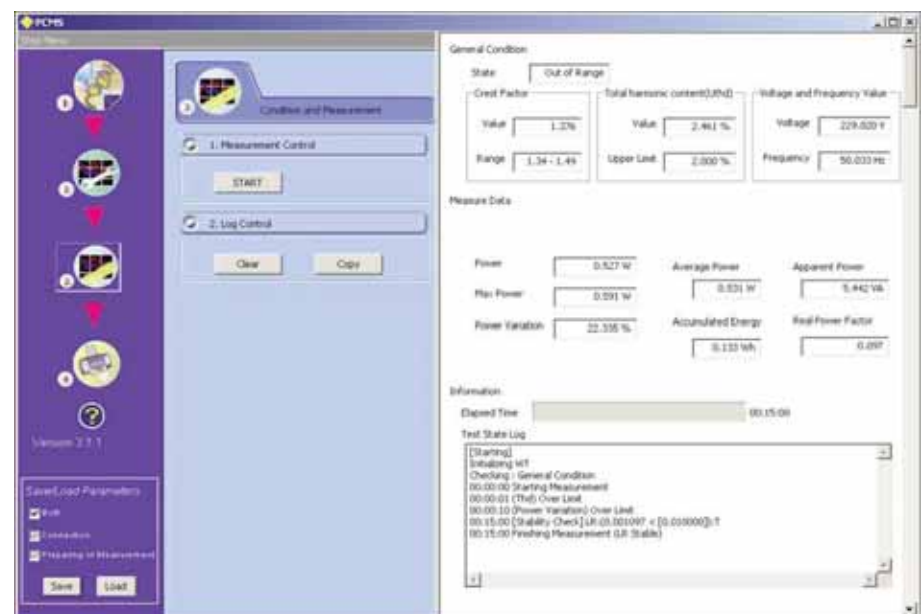 PCMS
General Condition
State Out of Range
Crest Factor
Total harmonic content(Uthd)
Voltage and Frequency Value
Value 1.376
Value 2.461 %
Voltage 229.820 V
Range 1.34 - 1.49
Upper Limit 2.000 %
Frequency 50.033 Hz
Measure Data
Power 0.527 W
Average Power
Apparent Power
0.531 W
5.442 VA
Max Power 0.591 W
Power Variation 22.335 %
Accumulated Energy
Real Power Factor
0.133 Wh
0.097
Information
Elapsed Time 00:15:00
Test State Log
[Starting]
Initializing WT
Checking : General Condition
00:00:00 Starting Measurement
00:00:01 (Thd) Over Limit
00:00:10 (Power Variation) Over Limit
00:15:00 [Stability Check] LR:(0.001097 < [0.010000]):T
00:15:00 Finishing Measurement (LR Stable)
1
2
3
4
3
Condition and Measurement
1. Measurement Control
START
2. Log Control
Clear Copy
?
Save/Load Parameters
Both
Connection
Preparing of Measurement
Save Load